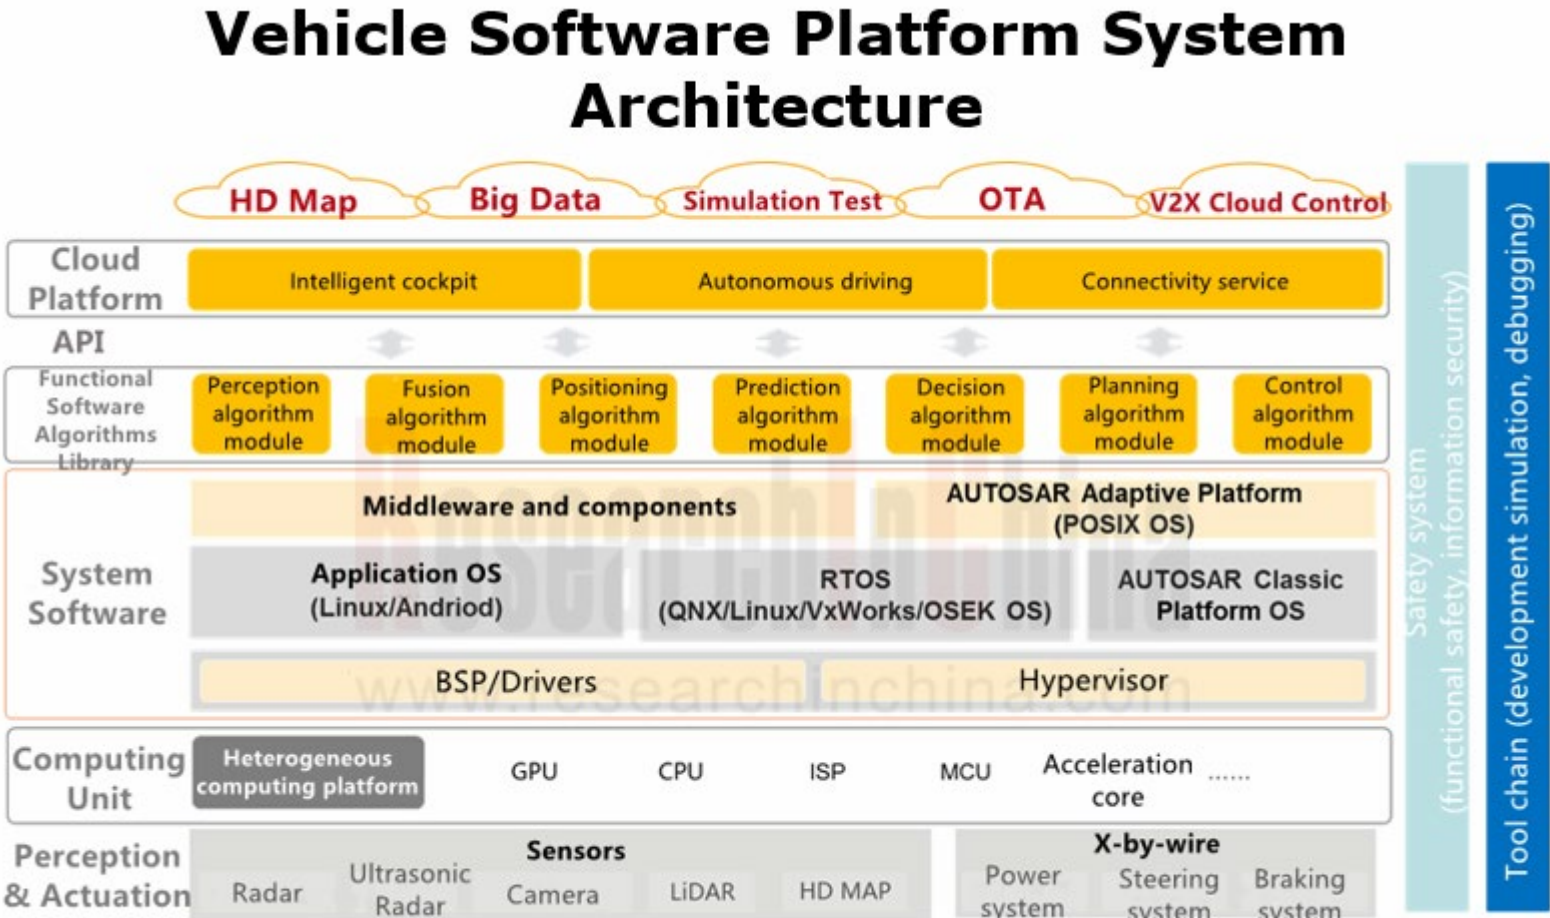 Vehicle Software Platform System
Architecture
HD Map
Big Data
Simulation Test
OTA
V2X Cloud Control
Cloud
Platform
Intelligent cockpit
Autonomous driving
Connectivity service
API
Functional
Software
Algorithms
Library
Perception
algorithm
module
Fusion
algorithm
module
Positioning
algorithm
module
Prediction
algorithm
module
Decision
algorithm
module
Planning
algorithm
module
Control
algorithm
module
System
Software
Middleware and components
AUTOSAR Adaptive Platform
(POSIX OS)
Application OS
(Linux/Andriod)
RTOS
(QNX/Linux/VxWorks/OSEK OS)
AUTOSAR Classic
Platform OS
BSP/Drivers
Hypervisor
ResearchInChina
www.researchinchina.com
Computing
Unit
Heterogeneous
computing platform
GPU
CPU
ISP
MCU
Acceleration
core
......
Perception
& Actuation
Sensors
Radar
Ultrasonic
Radar
Camera
LiDAR
HD MAP
X-by-wire
Power
system
Steering
system
Braking
system
Safety system
(functional safety, information security)
Tool chain (development simulation, debugging)